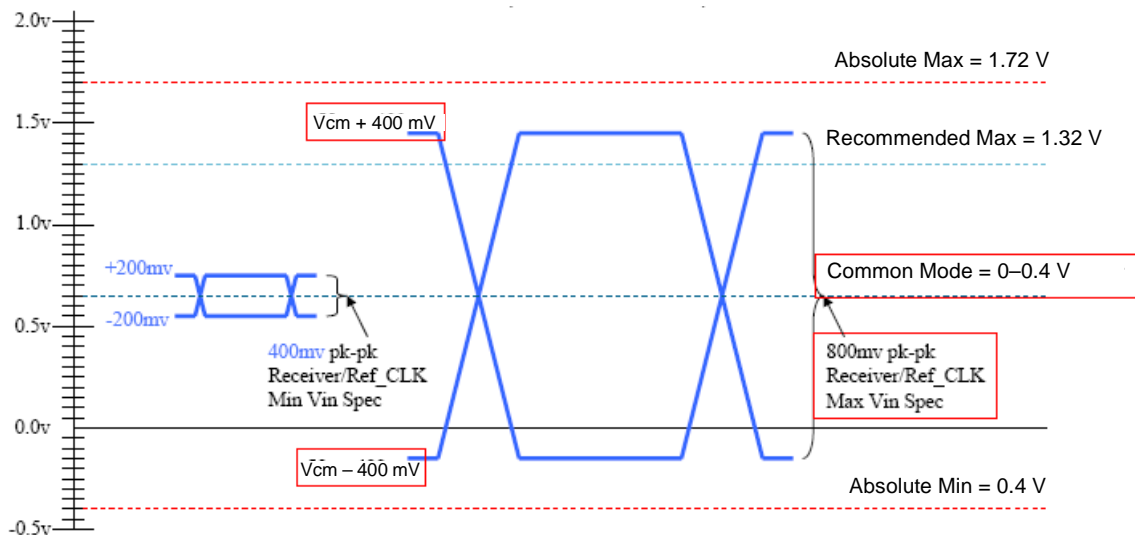 2.0v
Absolute Max = 1.72 V
1.5v
Vcm + 400 mV
Recommended Max = 1.32 V
1.0v
+200mv
Common Mode = 0–0.4 V
-200mv
0.5v
400mv pk-pk
Receiver/Ref_CLK
Min Vin Spec
800mv pk-pk
Receiver/Ref_CLK
Max Vin Spec
0.0v
Vcm – 400 mV
Absolute Min = 0.4 V
-0.5v